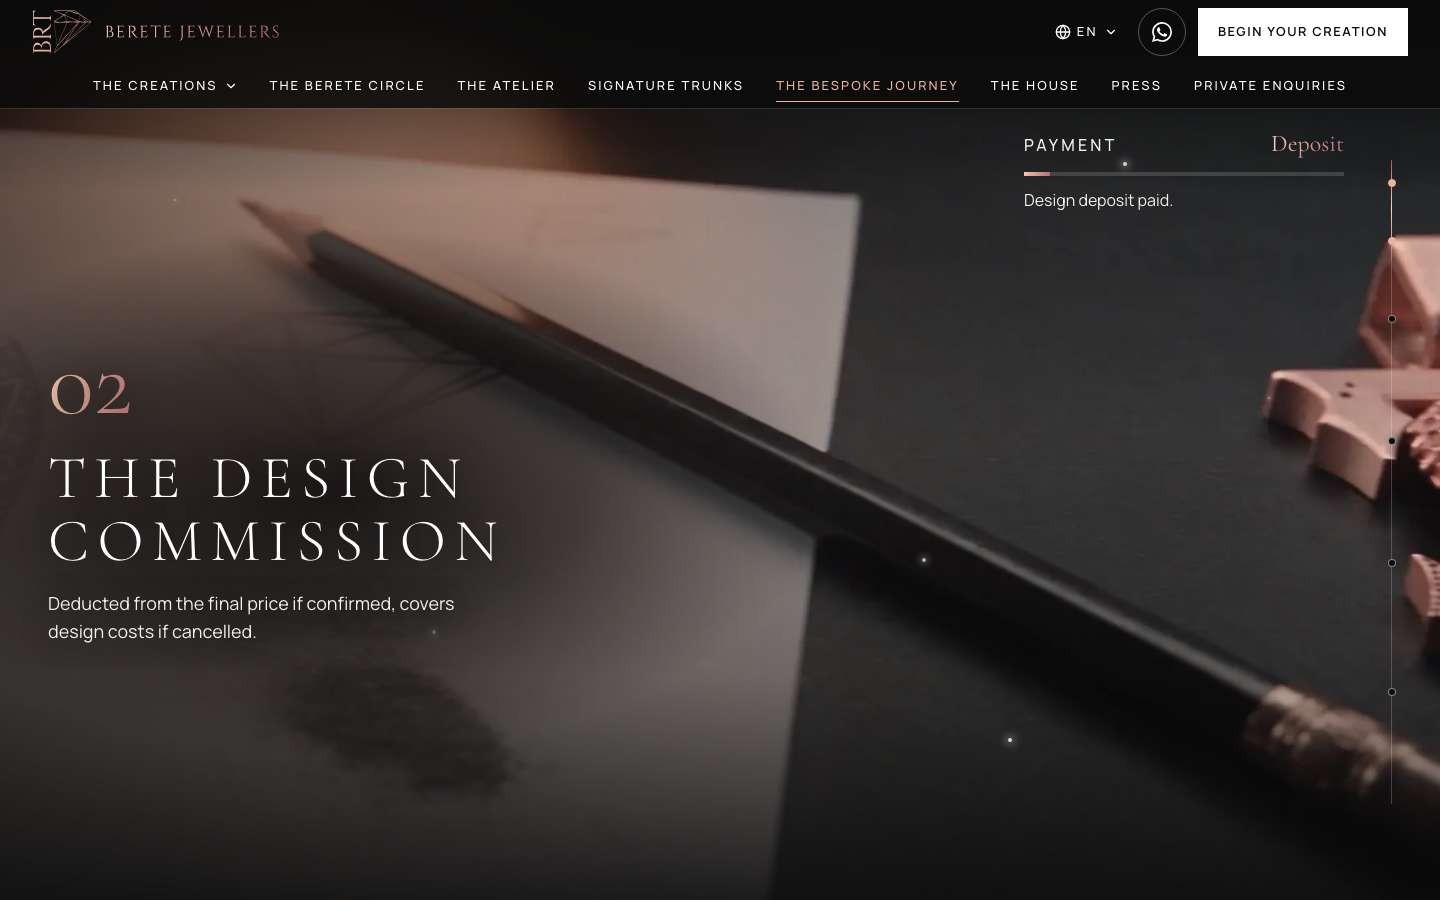 BRT
BERETE JEWELLERS
EN
BEGIN YOUR CREATION
THE CREATIONS
THE BERETE CIRCLE
THE ATELIER
SIGNATURE TRUNKS
THE BESPOKE JOURNEY
THE HOUSE
PRESS
PRIVATE ENQUIRIES
PAYMENT
Deposit
Design deposit paid.
02
THE DESIGN
COMMISSION
Deducted from the final price if confirmed, covers
design costs if cancelled.